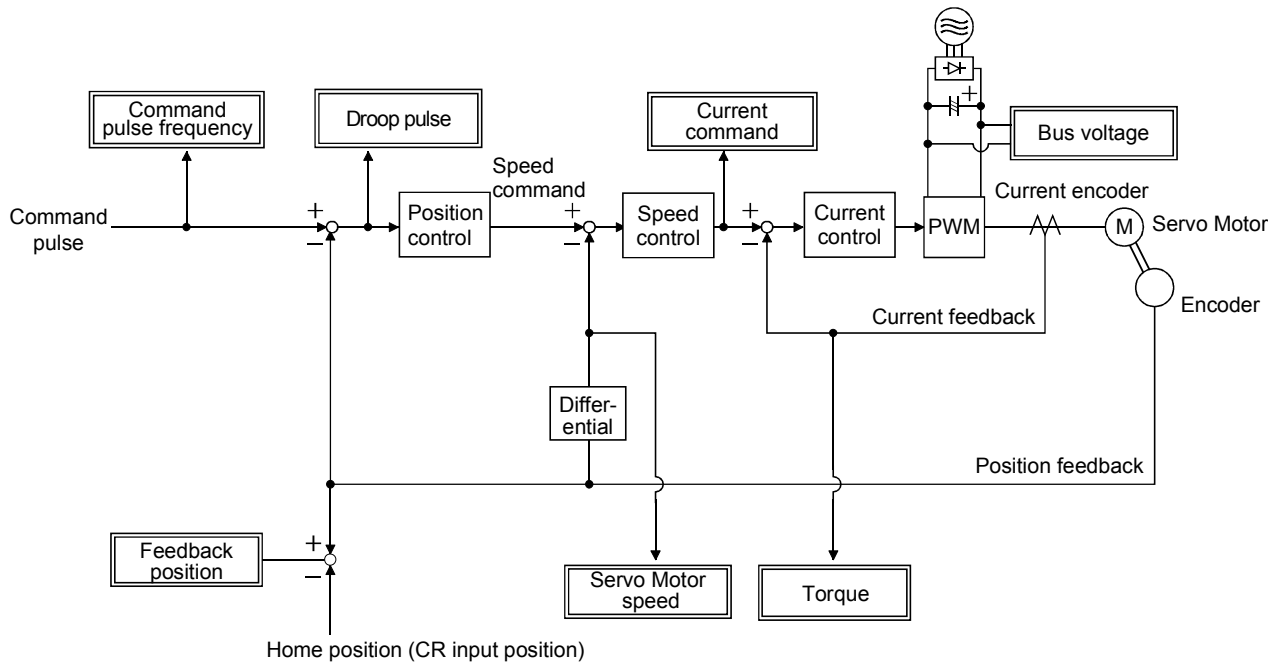 Command
pulse frequency
Droop pulse
Current
command
+
Bus voltage
Speed
command
Current encoder
Command
pulse
+
−
Position
control
+
−
Speed
control
+
−
Current
control
PWM
M
Servo Motor
Encoder
Current feedback
Differ-
ential
Position feedback
Feedback
position
+
−
Servo Motor
speed
Torque
Home position (CR input position)